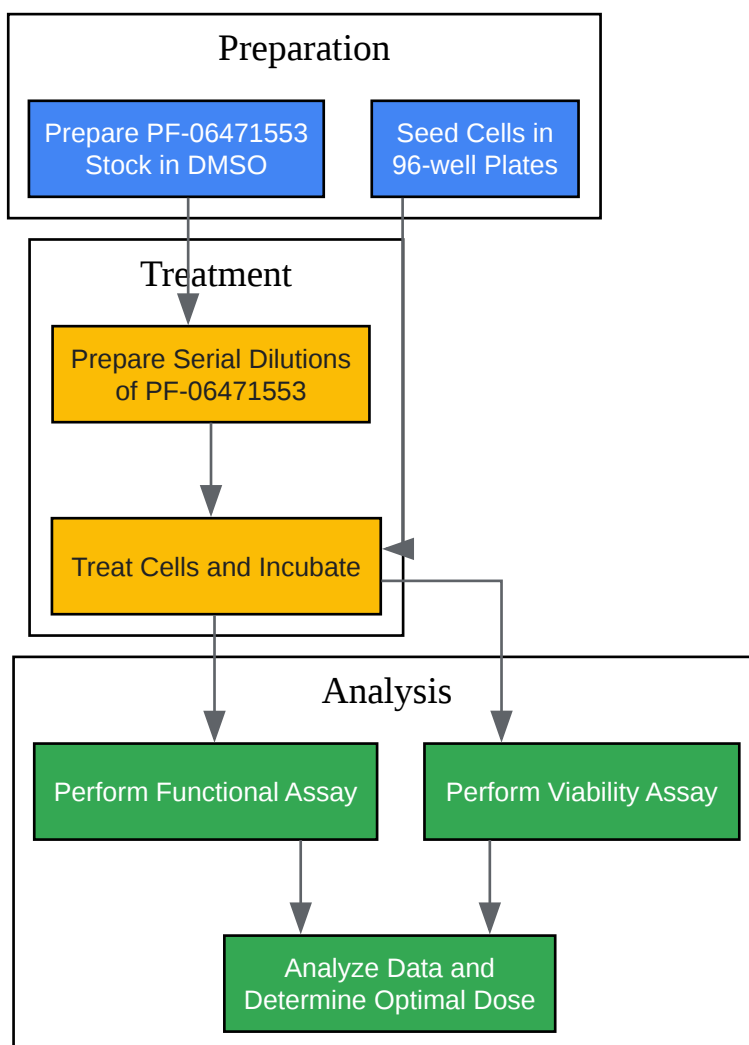 Preparation
Prepare PF-06471553
Stock in DMSO
Seed Cells in
96-well Plates
Treatment
Prepare Serial Dilutions
of PF-06471553
Treat Cells and Incubate
Analysis
Perform Functional Assay
Perform Viability Assay
Analyze Data and
Determine Optimal Dose